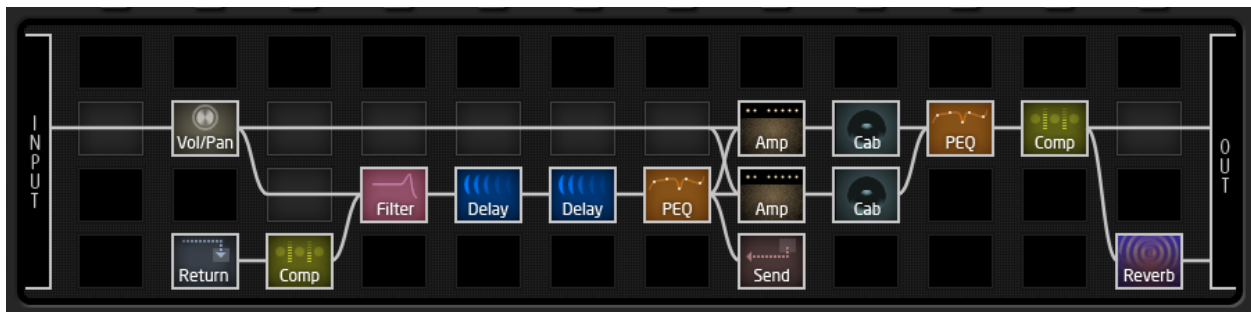 INPUT
Vol/Pan
Amp
Cab
PEQ
Comp
OUT
Filter
Delay
Delay
PEQ
Amp
Cab
Return
Comp
Send
Reverb